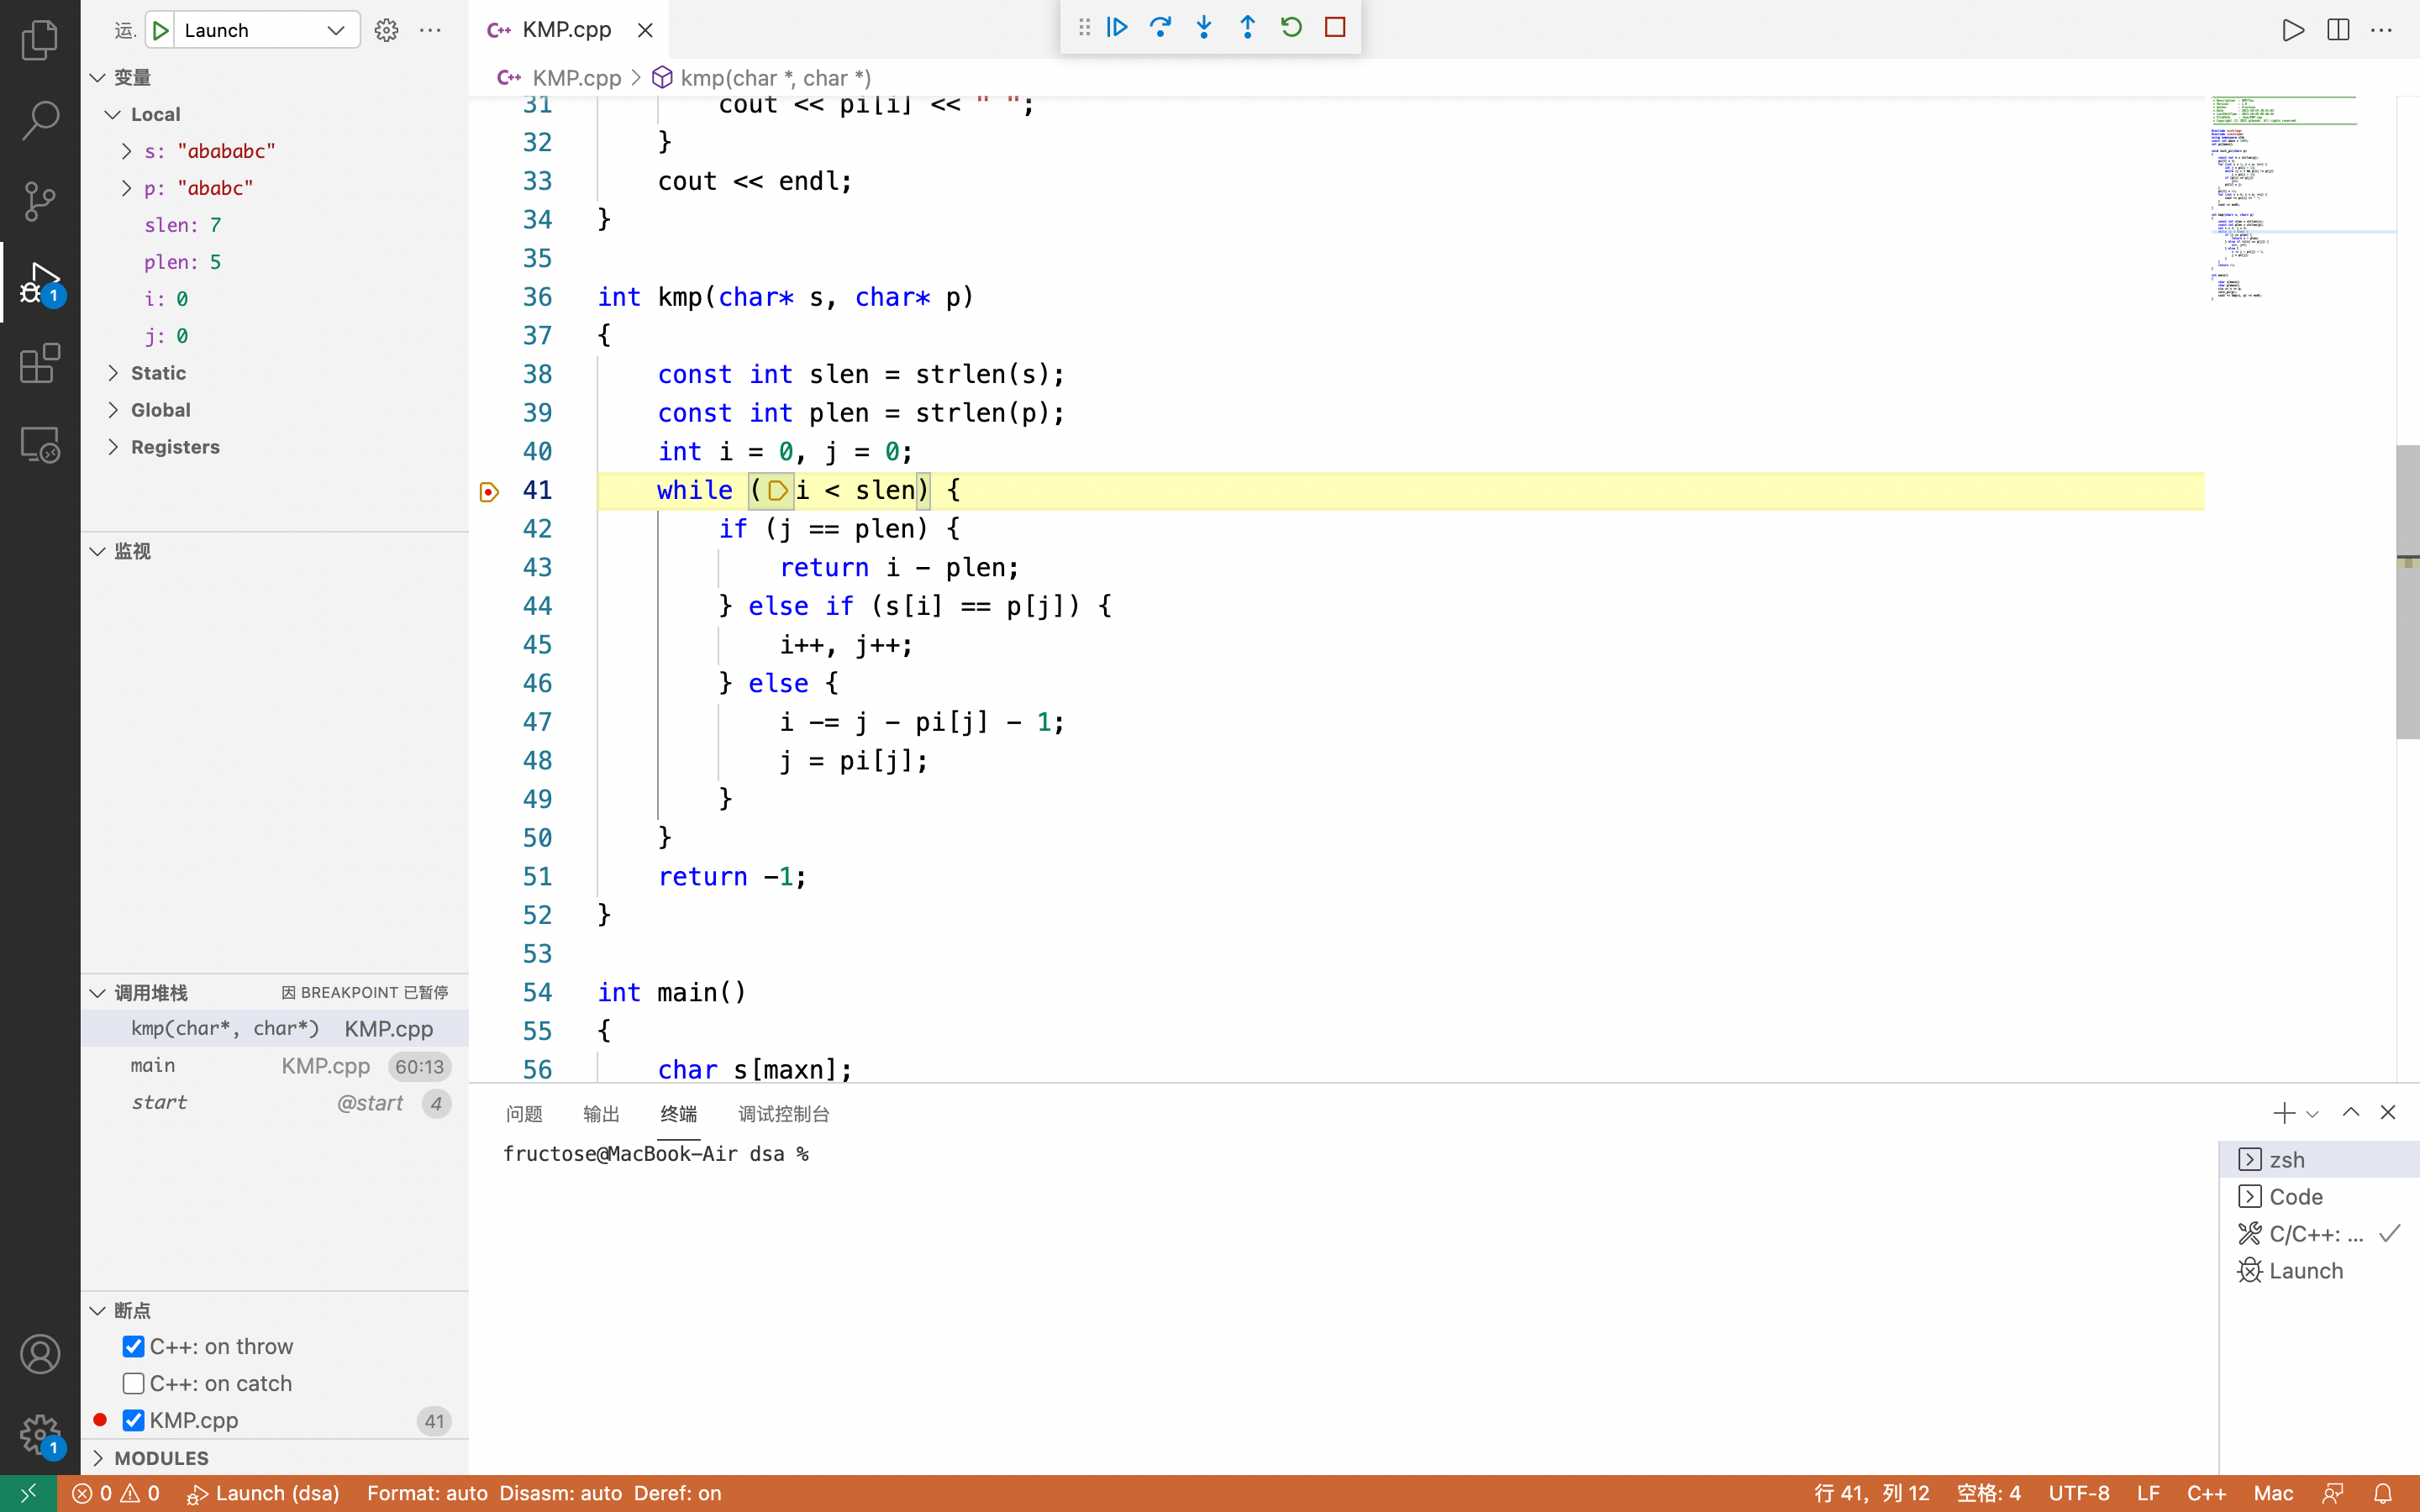 运. Launch
KMP.cpp
KMP.cpp > kmp(char *, char *)
变量
Local
s: "abababc"
p: "ababc"
slen: 7
plen: 5
i: 0
j: 0
Static
Global
Registers
监视
调用堆栈 因 BREAKPOINT 已暂停
kmp(char*, char*) KMP.cpp
main KMP.cpp 60:13
start @start 4
断点
C++: on throw
C++: on catch
KMP.cpp 41
MODULES
31 cout << pi[i] << " ";
32 }
33 cout << endl;
34 }
35
36 int kmp(char* s, char* p)
37 {
38 const int slen = strlen(s);
39 const int plen = strlen(p);
40 int i = 0, j = 0;
41 while (i < slen) {
42 if (j == plen) {
43 return i - plen;
44 } else if (s[i] == p[j]) {
45 i++, j++;
46 } else {
47 i -= j - pi[j] - 1;
48 j = pi[j];
49 }
50 }
51 return -1;
52 }
53
54 int main()
55 {
56 char s[maxn];
问题 输出 终端 调试控制台
fructose@MacBook-Air dsa %
zsh
Code
C/C++: ...
Launch
1
1
0 0 Launch (dsa) Format: auto Disasm: auto Deref: on 行 41, 列 12 空格: 4 UTF-8 LF C++ Mac